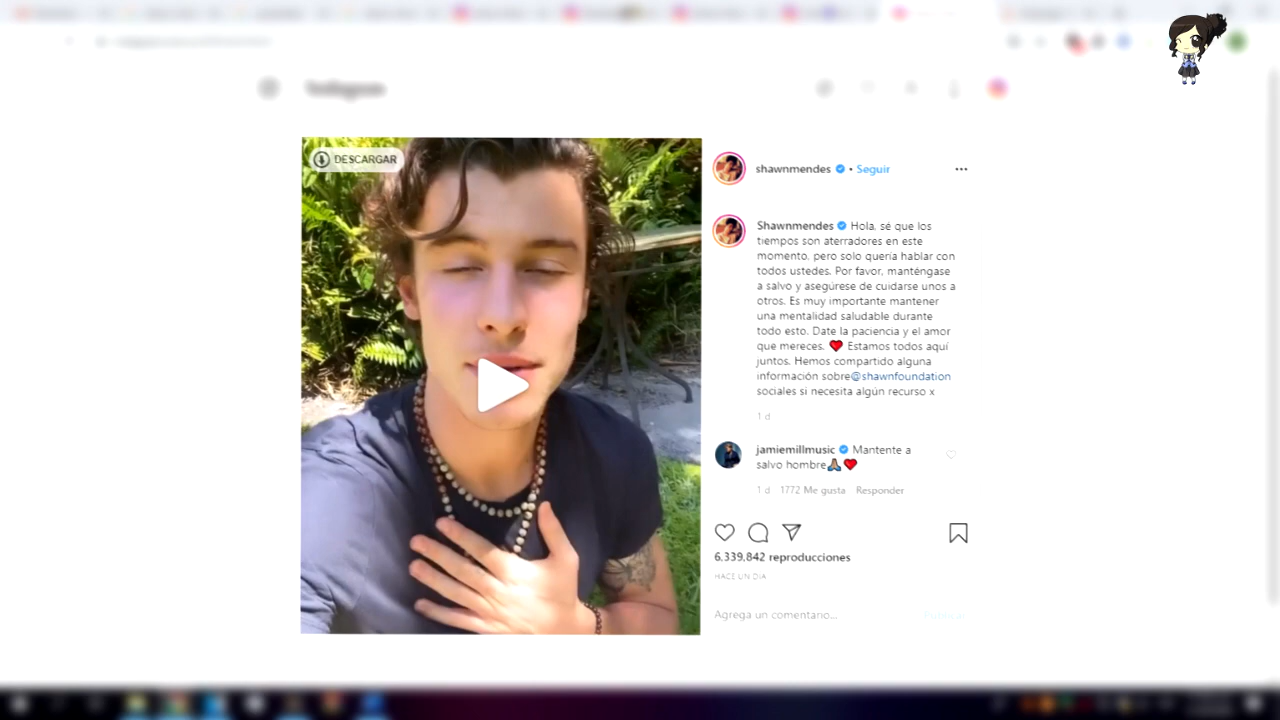 DESCARGAR
shawnmendes • Seguir
Shawnmendes Hola, sé que los
tiempos son aterradores en este
momento, pero solo quería hablar con
todos ustedes. Por favor, manténgase
a salvo y asegúrese de cuidarse unos a
otros. Es muy importante mantener
una mentalidad saludable durante
todo esto. Date la paciencia y el amor
que mereces. ❤️ Estamos todos aquí
juntos. Hemos compartido alguna
información sobre@shawnfoundation
sociales si necesita algún recurso x
1 d
jamiemillmusic Mantente a
salvo hombre🙏🏽❤️
1 d 1772 Me gusta Responder
6,339,842 reproducciones
HACE UN DÍA
Agrega un comentario...